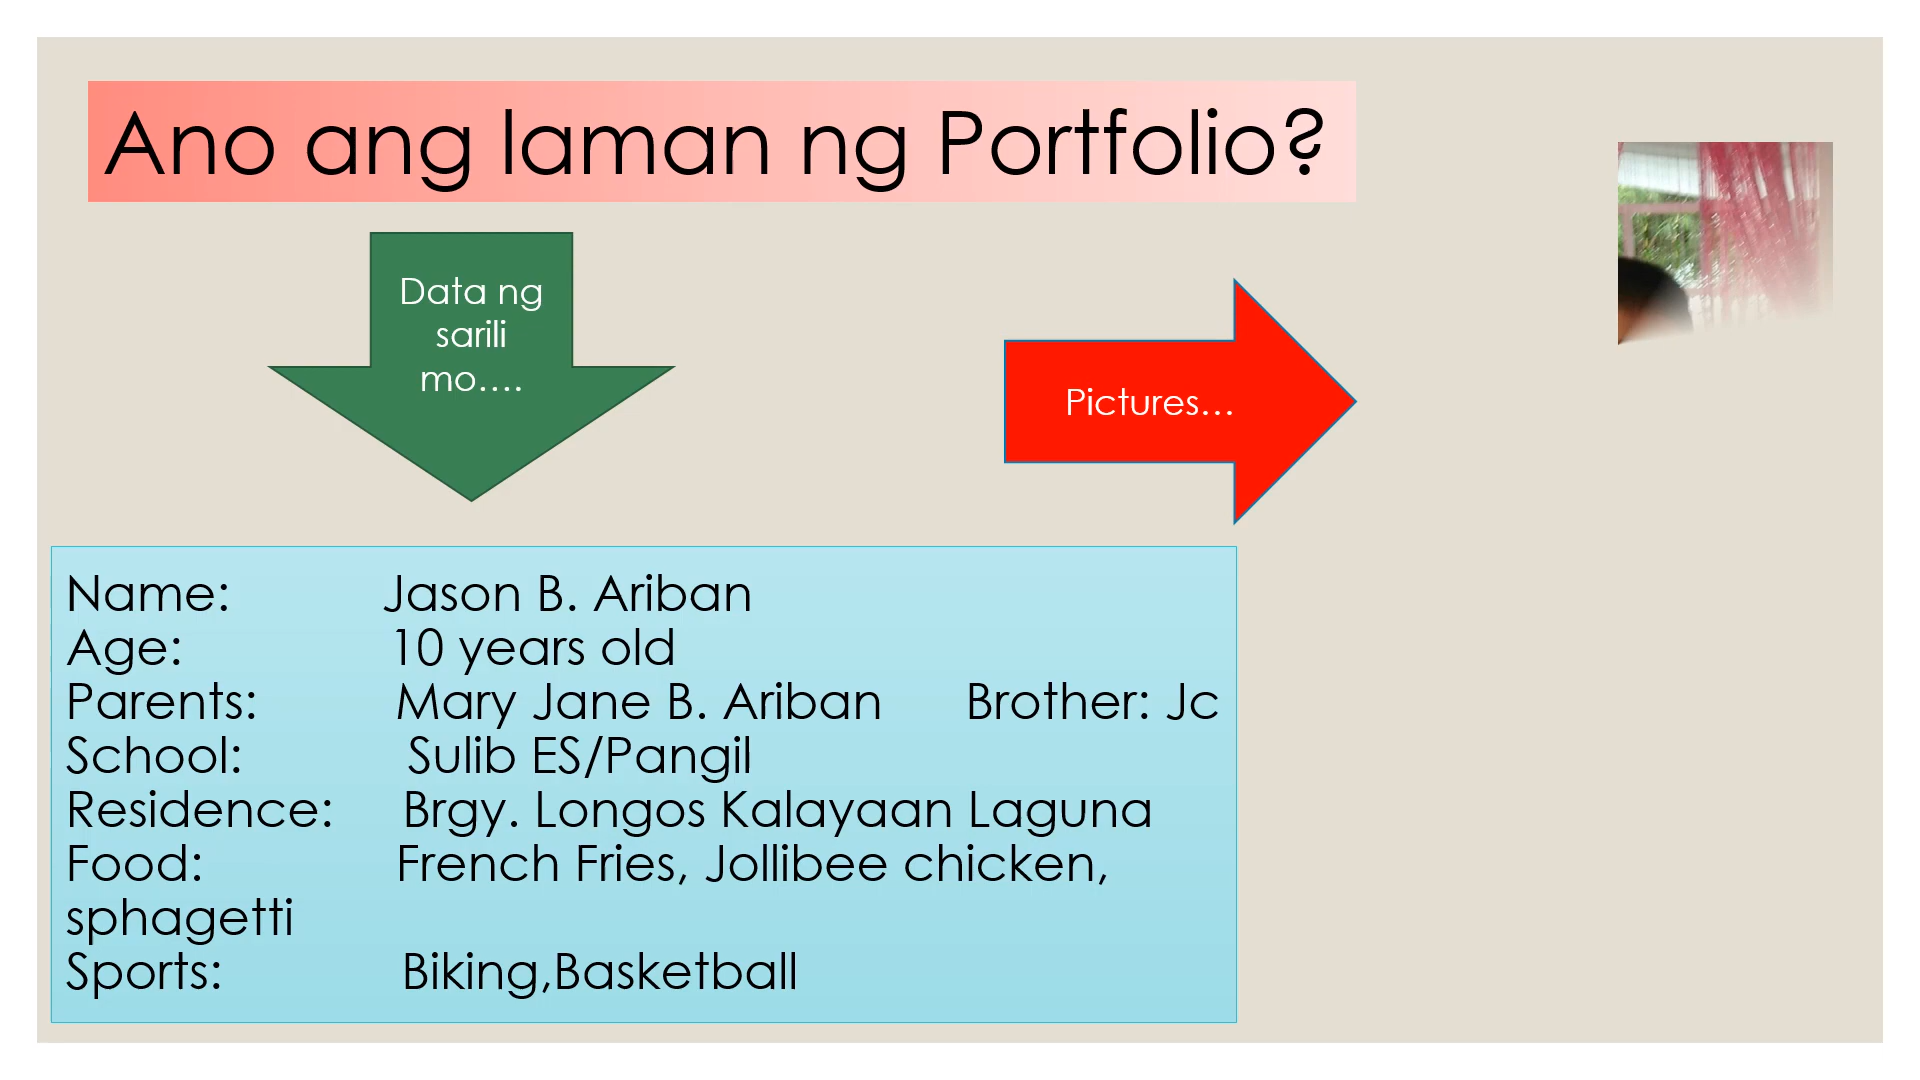 Ano ang laman ng Portfolio?
Data ng
sarili
mo....
Pictures...
Name: Jason B. Ariban
Age: 10 years old
Parents: Mary Jane B. Ariban Brother: Jc
School: Sulib ES/Pangil
Residence: Brgy. Longos Kalayaan Laguna
Food: French Fries, Jollibee chicken,
sphagetti
Sports: Biking,Basketball